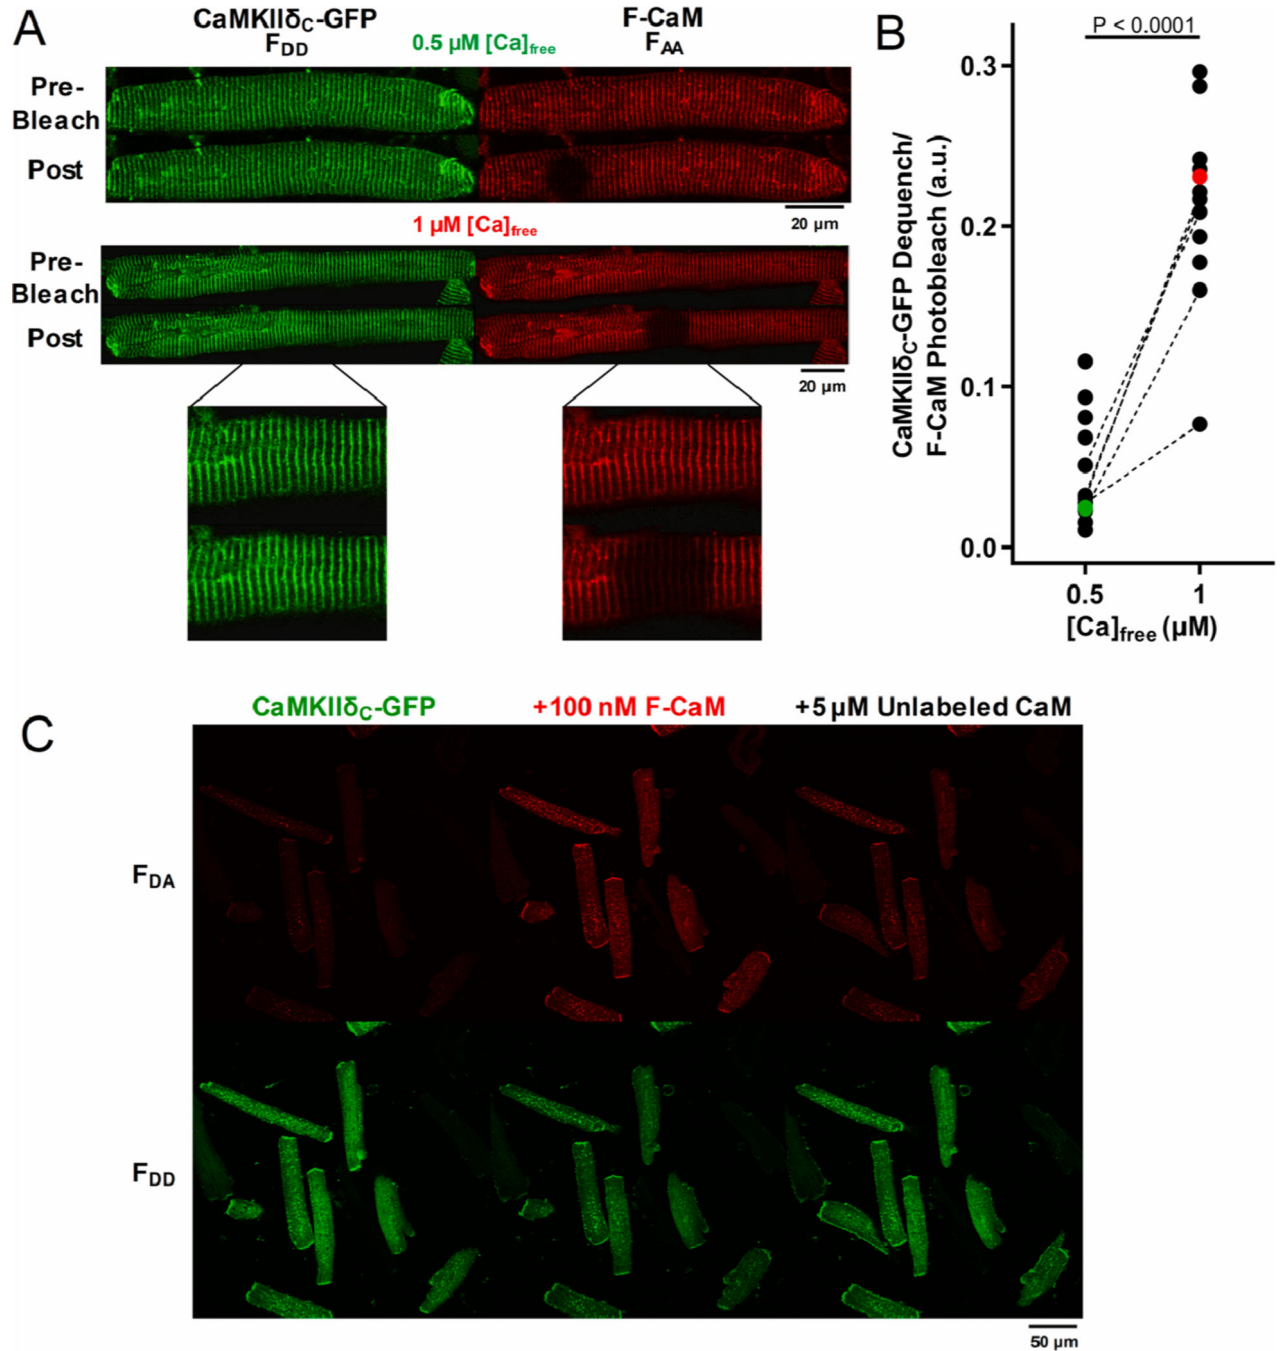 A
CaMKIIδC-GFP
FDD
0.5 µM [Ca]free
F-CaM
FAA
Pre-
Bleach
Post
20 µm
1 µM [Ca]free
Pre-
Bleach
Post
20 µm
B
P < 0.0001
CaMKIIδC-GFP Dequench/
F-CaM Photobleach (a.u.)
0.3
0.2
0.1
0.0
0.5 1
[Ca]free (µM)
C
CaMKIIδC-GFP +100 nM F-CaM +5 µM Unlabeled CaM
FDA
FDD
50 µm